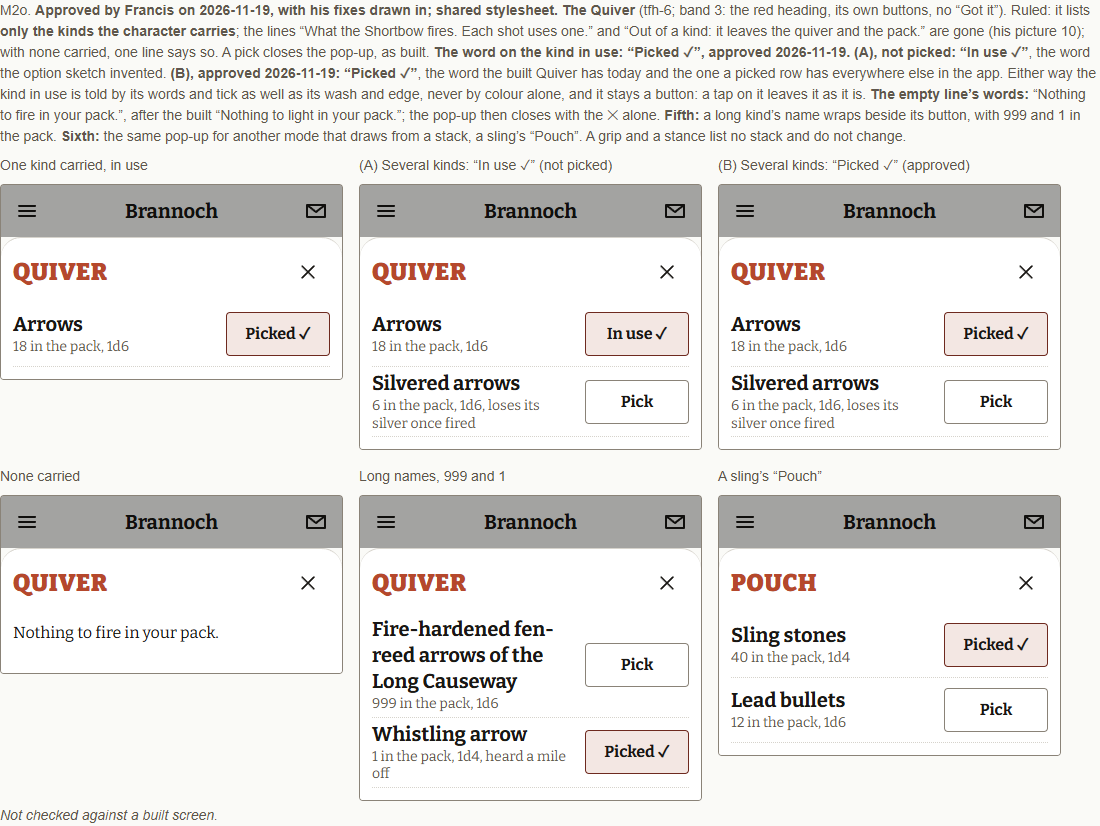 M2o. Approved by Francis on 2026-11-19, with his fixes drawn in; shared stylesheet. The Quiver (tfh-6; band 3: the red heading, its own buttons, no “Got it”). Ruled: it lists
only the kinds the character carries; the lines “What the Shortbow fires. Each shot uses one.” and “Out of a kind: it leaves the quiver and the pack.” are gone (his picture 10);
with none carried, one line says so. A pick closes the pop-up, as built. The word on the kind in use: “Picked ✓”, approved 2026-11-19. (A), not picked: “In use ✓”, the word
the option sketch invented. (B), approved 2026-11-19: “Picked ✓”, the word the built Quiver has today and the one a picked row has everywhere else in the app. Either way the
kind in use is told by its words and tick as well as its wash and edge, never by colour alone, and it stays a button: a tap on it leaves it as it is. The empty line’s words: “Nothing
to fire in your pack.”, after the built “Nothing to light in your pack.”; the pop-up then closes with the ✕ alone. Fifth: a long kind’s name wraps beside its button, with 999 and 1 in
the pack. Sixth: the same pop-up for another mode that draws from a stack, a sling’s “Pouch”. A grip and a stance list no stack and do not change.
One kind carried, in use
Brannoch
QUIVER
Arrows
18 in the pack, 1d6
Picked ✓
(A) Several kinds: “In use ✓” (not picked)
Brannoch
QUIVER
Arrows
18 in the pack, 1d6
In use ✓
Silvered arrows
6 in the pack, 1d6, loses its
silver once fired
Pick
(B) Several kinds: “Picked ✓” (approved)
Brannoch
QUIVER
Arrows
18 in the pack, 1d6
Picked ✓
Silvered arrows
6 in the pack, 1d6, loses its
silver once fired
Pick
None carried
Brannoch
QUIVER
Nothing to fire in your pack.
Long names, 999 and 1
Brannoch
QUIVER
Fire-hardened fen-
reed arrows of the
Long Causeway
999 in the pack, 1d6
Pick
Whistling arrow
1 in the pack, 1d4, heard a mile
off
Picked ✓
A sling’s “Pouch”
Brannoch
POUCH
Sling stones
40 in the pack, 1d4
Picked ✓
Lead bullets
12 in the pack, 1d6
Pick
Not checked against a built screen.